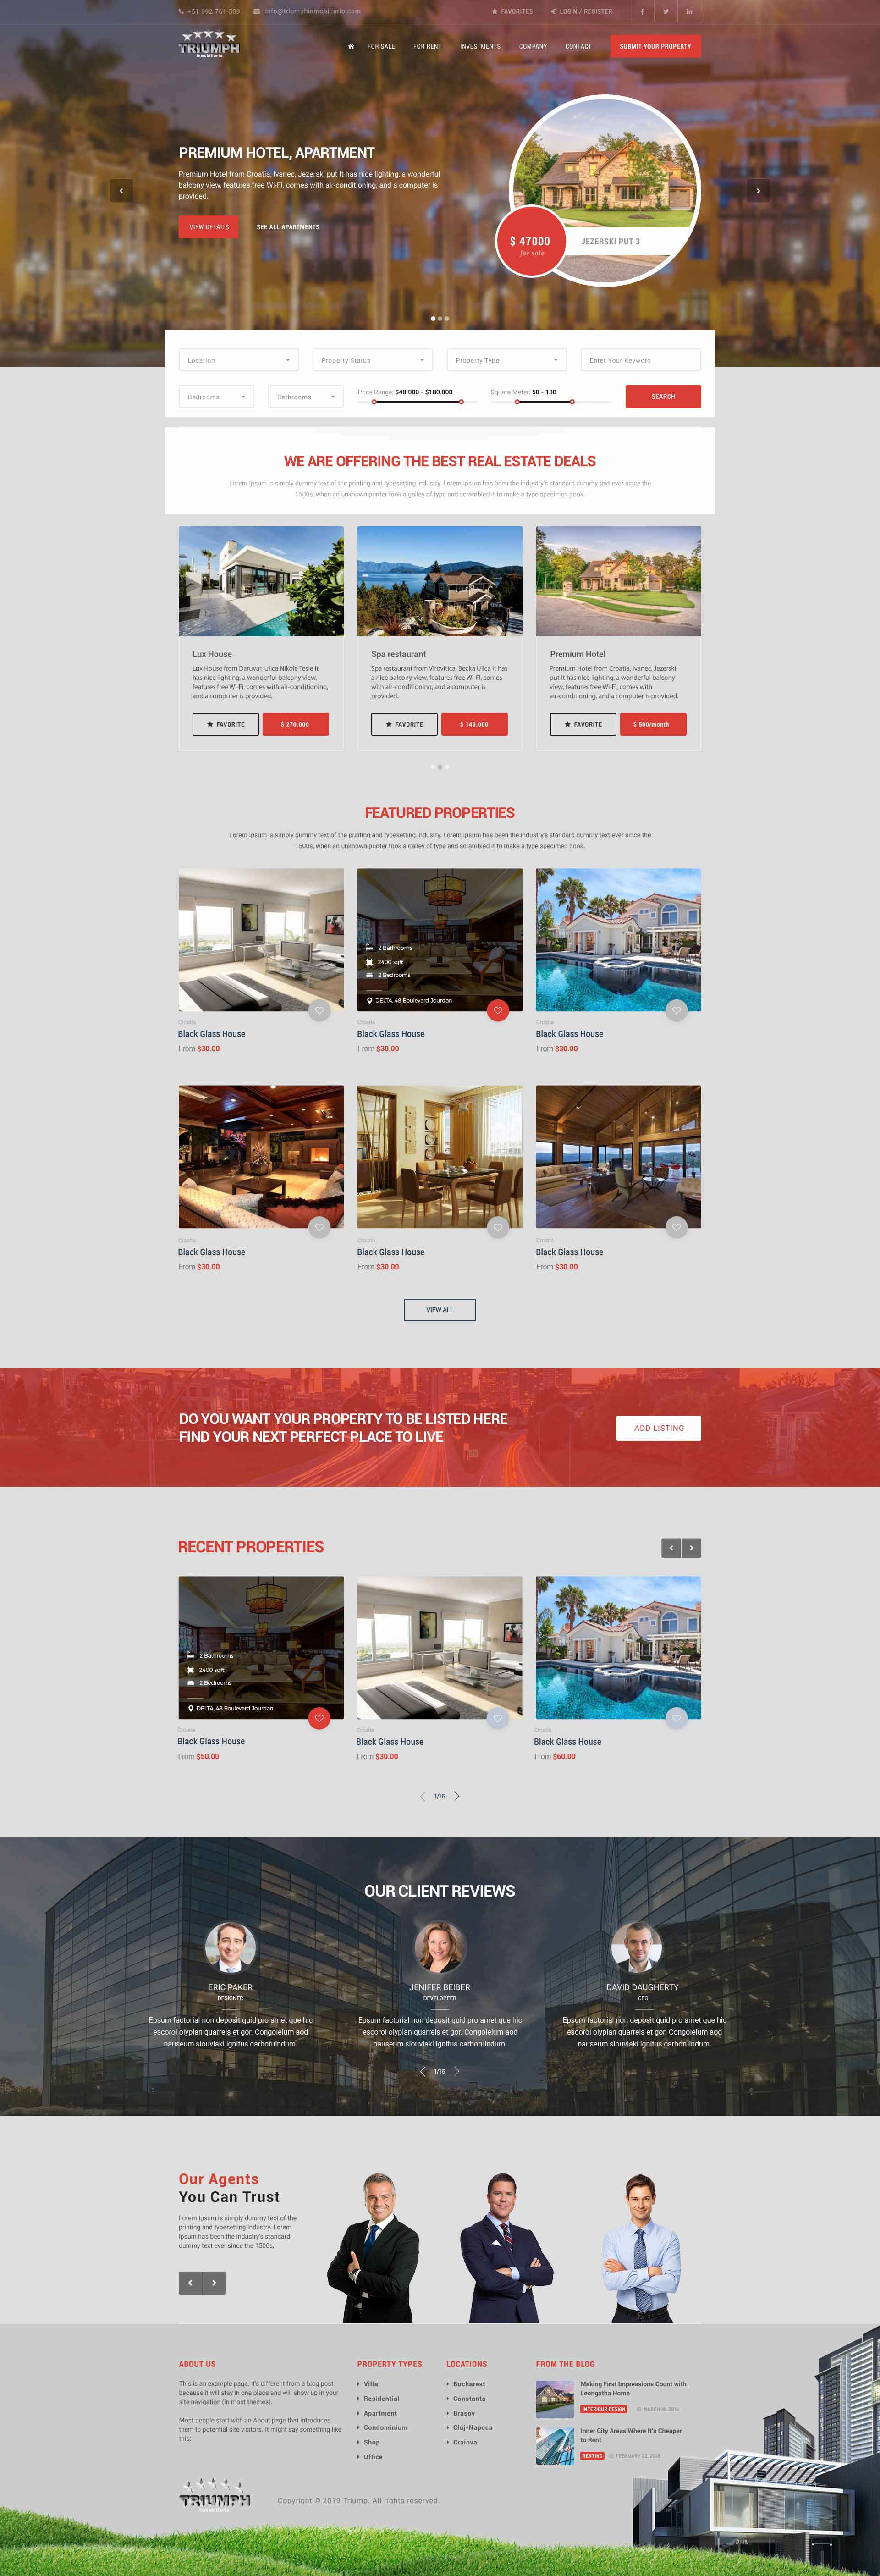 +51 992 761 509
info@triumphinmobiliario.com
FAVORITES
LOGIN / REGISTER
TRIUMPH
Inmobiliaria
FOR SALE
FOR RENT
INVESTMENTS
COMPANY
CONTACT
SUBMIT YOUR PROPERTY
PREMIUM HOTEL, APARTMENT
Premium Hotel from Croatia, Ivanec, Jezerski put It has nice lighting, a wonderful
balcony view, features free Wi-Fi, comes with air-conditioning, and a computer is
provided.
VIEW DETAILS
SEE ALL APARTMENTS
$ 47000
for sale
JEZERSKI PUT 3
Location
Property Status
Property Type
Enter Your Keyword
Bedrooms
Bathrooms
Price Range: $40.000 - $180.000
Square Meter: 50 - 130
SEARCH
WE ARE OFFERING THE BEST REAL ESTATE DEALS
Lorem Ipsum is simply dummy text of the printing and typesetting industry. Lorem Ipsum has been the industry's standard dummy text ever since the
1500s, when an unknown printer took a galley of type and scrambled it to make a type specimen book.
Lux House
Lux House from Daruvar, Ulica Nikole Tesle It
has nice lighting, a wonderful balcony view,
features free Wi-Fi, comes with air-conditioning,
and a computer is provided.
FAVORITE
$ 270.000
Spa restaurant
Spa restaurant from Virovitica, Becka Ulica It has
a nice balcony view, features free Wi-Fi, comes
with air-conditioning, and a computer is
provided.
FAVORITE
$ 140.000
Premium Hotel
Premium Hotel from Croatia, Ivanec, Jezerski
put it has nice lighting, a wonderful balcony
view, features free Wi-Fi, comes with
air-conditioning, and a computer is provided.
FAVORITE
$ 500/month
FEATURED PROPERTIES
Lorem Ipsum is simply dummy text of the printing and typesetting industry. Lorem Ipsum has been the industry's standard dummy text ever since the
1500s, when an unknown printer took a galley of type and scrambled it to make a type specimen book.
2 Bathrooms
2400 sqft
2 Bedrooms
DELTA, 48 Boulevard Jourdan
Croatia
Black Glass House
From $30.00
Croatia
Black Glass House
From $30.00
Croatia
Black Glass House
From $30.00
Croatia
Black Glass House
From $30.00
Croatia
Black Glass House
From $30.00
Croatia
Black Glass House
From $30.00
VIEW ALL
DO YOU WANT YOUR PROPERTY TO BE LISTED HERE
FIND YOUR NEXT PERFECT PLACE TO LIVE
ADD LISTING
RECENT PROPERTIES
2 Bathrooms
2400 sqft
2 Bedrooms
DELTA, 48 Boulevard Jourdan
Croatia
Black Glass House
From $50.00
Croatia
Black Glass House
From $30.00
Croatia
Black Glass House
From $60.00
1/16
OUR CLIENT REVIEWS
ERIC PAKER
DESIGNER
Epsum factorial non deposit quid pro amet que hic
escorol olypian quarrels et gor. Congoleium aod
nauseum siouviaki ignitus carboruindum.
JENIFER BEIBER
DEVELOPEER
Epsum factorial non deposit quid pro amet que hic
escorol olypian quarrels et gor. Congoleium aod
nauseum siouviaki ignitus carboruindum.
DAVID DAUGHERTY
CEO
Epsum factorial non deposit quid pro amet que hic
escorol olypian quarrels et gor. Congoleium aod
nauseum siouviaki ignitus carboruindum.
1/16
Our Agents
You Can Trust
Lorem Ipsum is simply dummy text of the
printing and typesetting industry. Lorem
Ipsum has been the industry's standard
dummy text ever since the 1500s,
ABOUT US
This is an example page. It's different from a blog post
because it will stay in one place and will show up in your
site navigation (in most themes).
Most people start with an About page that introduces
them to potential site visitors. It might say something like
this:
PROPERTY TYPES
Villa
Residential
Apartment
Condominium
Shop
Office
LOCATIONS
Bucharest
Constanta
Brasov
Cluj-Napoca
Craiova
FROM THE BLOG
Making First Impressions Count with
Leongatha Home
INTERIOUR DESIGN
MARCH 18, 2016
Inner City Areas Where It's Cheaper
to Rent
RENTING
FEBRUARY 22, 2016
TRIUMPH
Inmobiliaria
Copyright © 2019 Triump. All rights reserved.